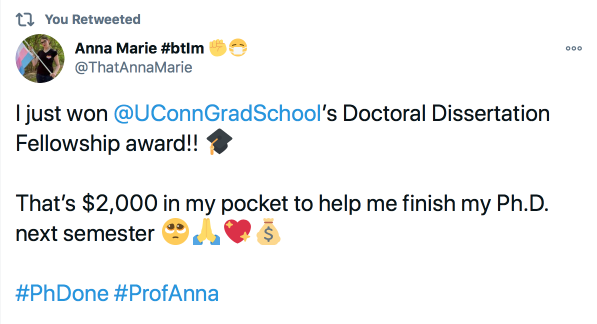 You Retweeted
Anna Marie #btlm ✊😷
@ThatAnnaMarie
I just won @UConnGradSchool's Doctoral Dissertation
Fellowship award!! 🎓
That's $2,000 in my pocket to help me finish my Ph.D.
next semester 🥺🙏💖💰
#PhDone #ProfAnna